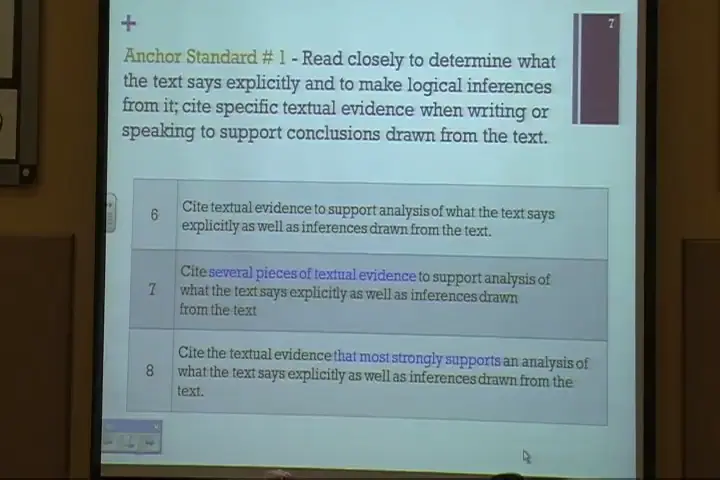 +
7
Anchor Standard # 1 - Read closely to determine what
the text says explicitly and to make logical inferences
from it; cite specific textual evidence when writing or
speaking to support conclusions drawn from the text.
6
Cite textual evidence to support analysis of what the text says
explicitly as well as inferences drawn from the text.
7
Cite several pieces of textual evidence to support analysis of
what the text says explicitly as well as inferences drawn
from the text
8
Cite the textual evidence that most strongly supports an analysis of
what the text says explicitly as well as inferences drawn from the
text.